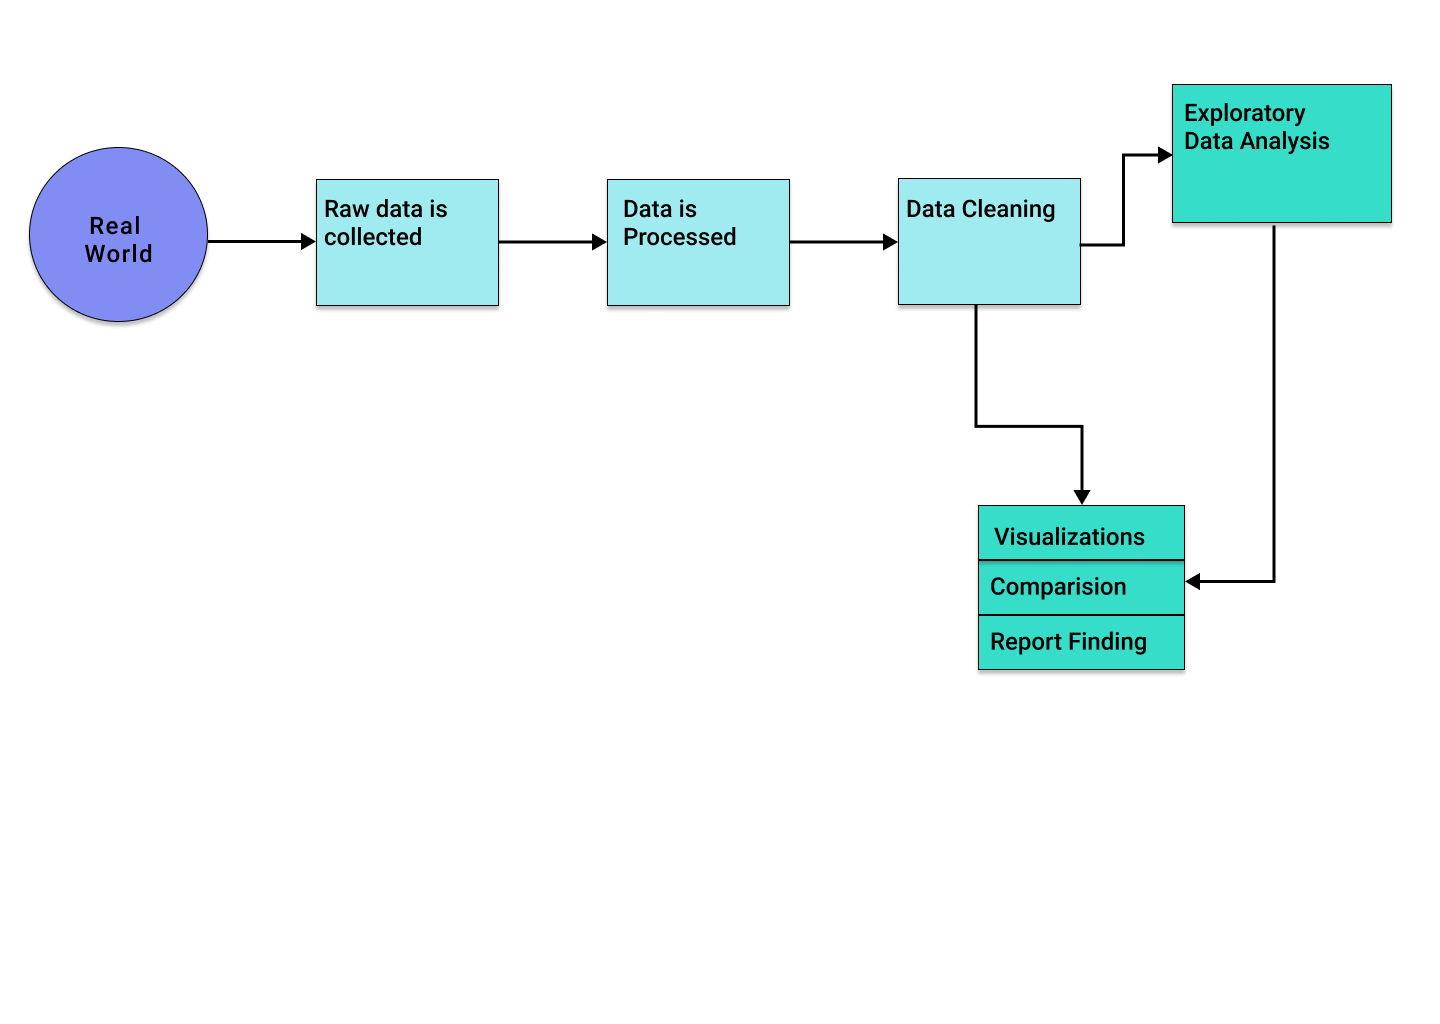 Real
World
Raw data is
collected
Data is
Processed
Data Cleaning
Exploratory
Data Analysis
Visualizations
Comparision
Report Finding